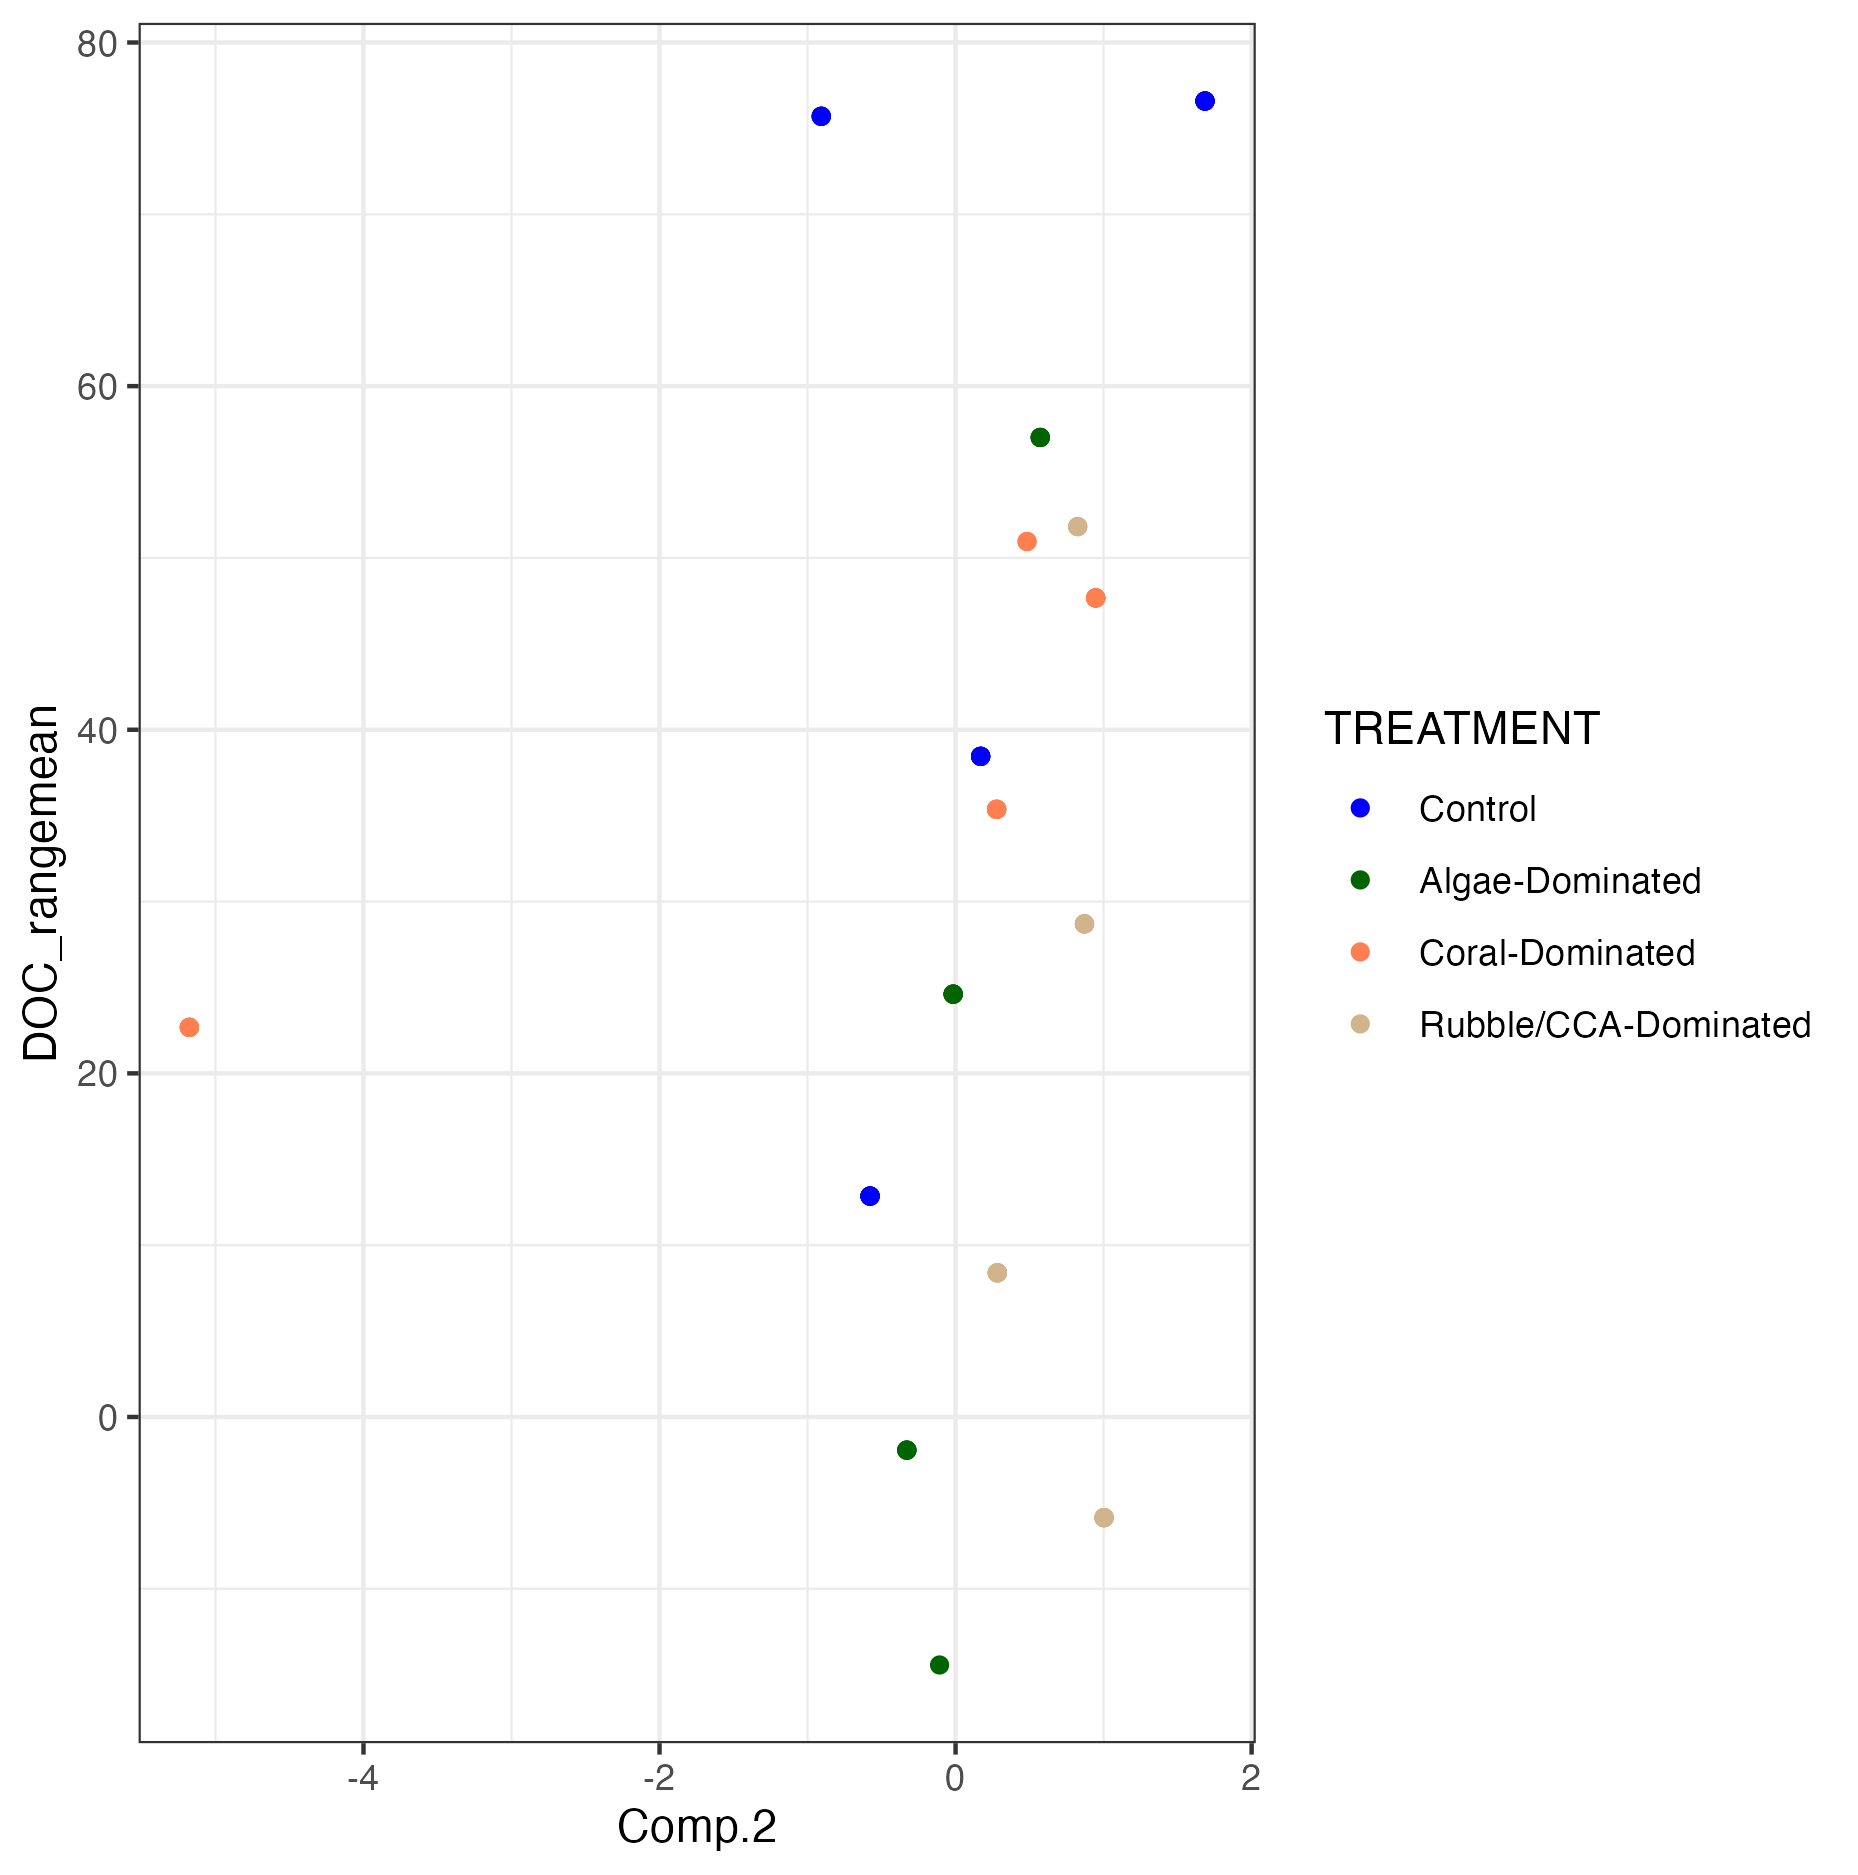 80
60
40
20
0
DOC_rangemean
-4
-2
0
2
Comp.2
TREATMENT
Control
Algae-Dominated
Coral-Dominated
Rubble/CCA-Dominated